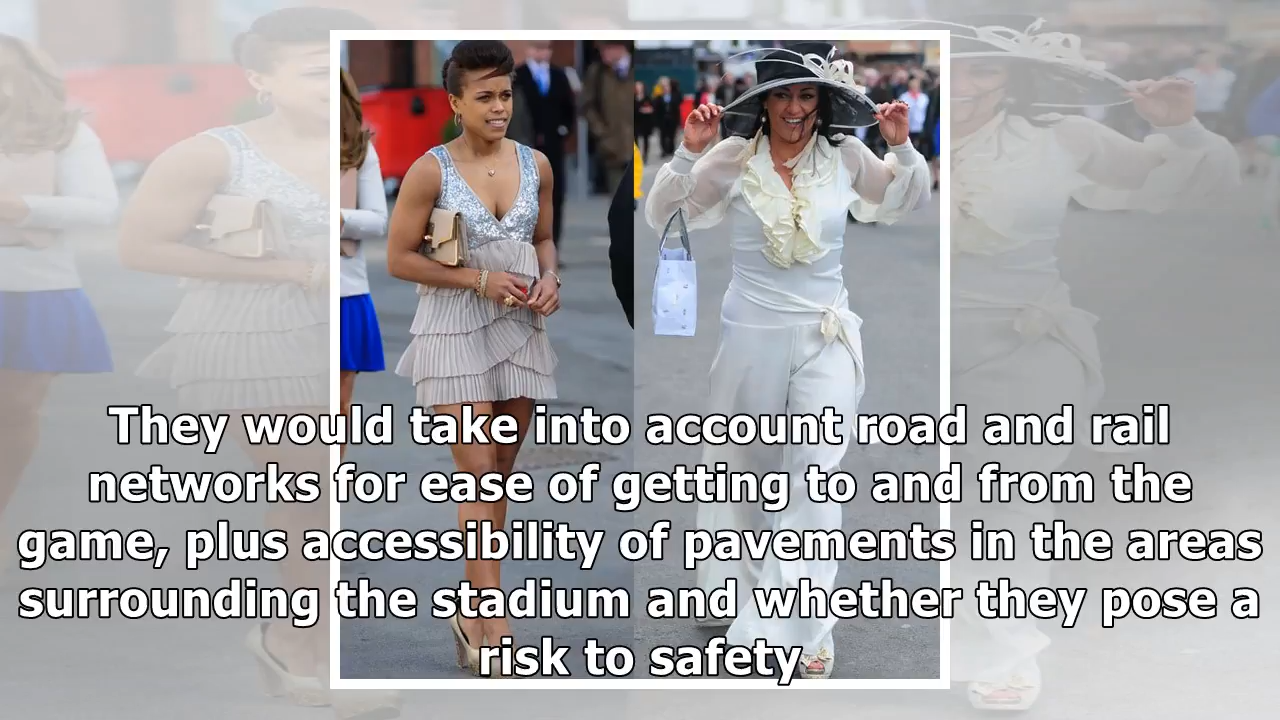 They would take into account road and rail
networks for ease of getting to and from the
game, plus accessibility of pavements in the areas
surrounding the stadium and whether they pose a
risk to safety